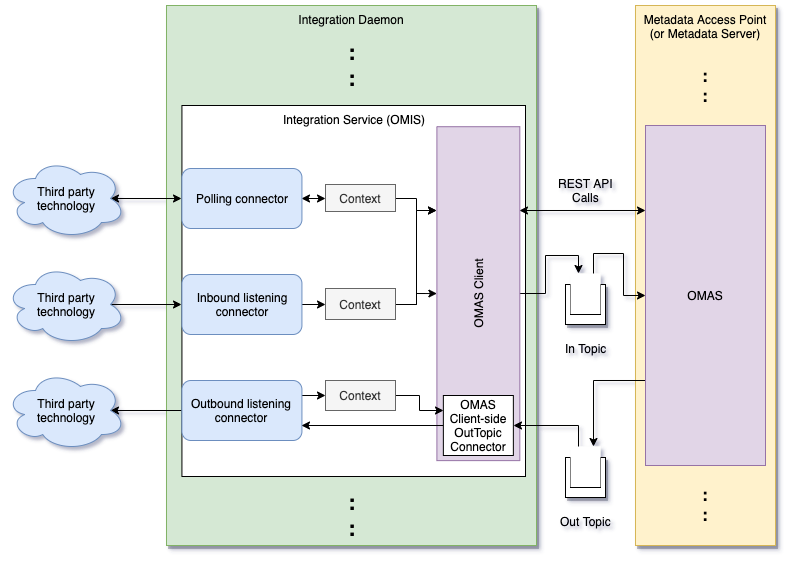 Integration Daemon
Metadata Access Point
(or Metadata Server)
Integration Service (OMIS)
Third party
technology
Polling connector
Context
REST API
Calls
OMAS Client
OMAS
Third party
technology
Inbound listening
connector
Context
In Topic
Third party
technology
Outbound listening
connector
Context
OMAS
Client-side
OutTopic
Connector
Out Topic